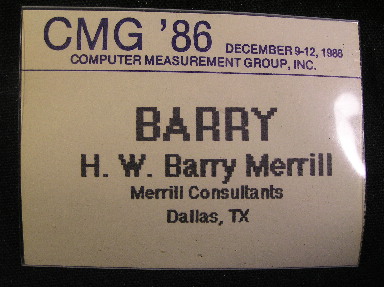 CMG '86 DECEMBER 9-12, 1986
COMPUTER MEASUREMENT GROUP, INC.
BARRY
H. W. Barry Merrill
Merrill Consultants
Dallas, TX